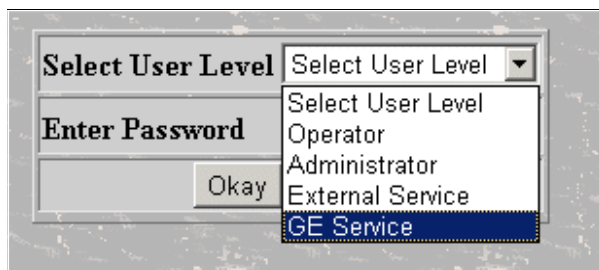 Select User Level Select User Level
Select User Level
Enter Password
Operator
Administrator
Okay
External Service
GE Service